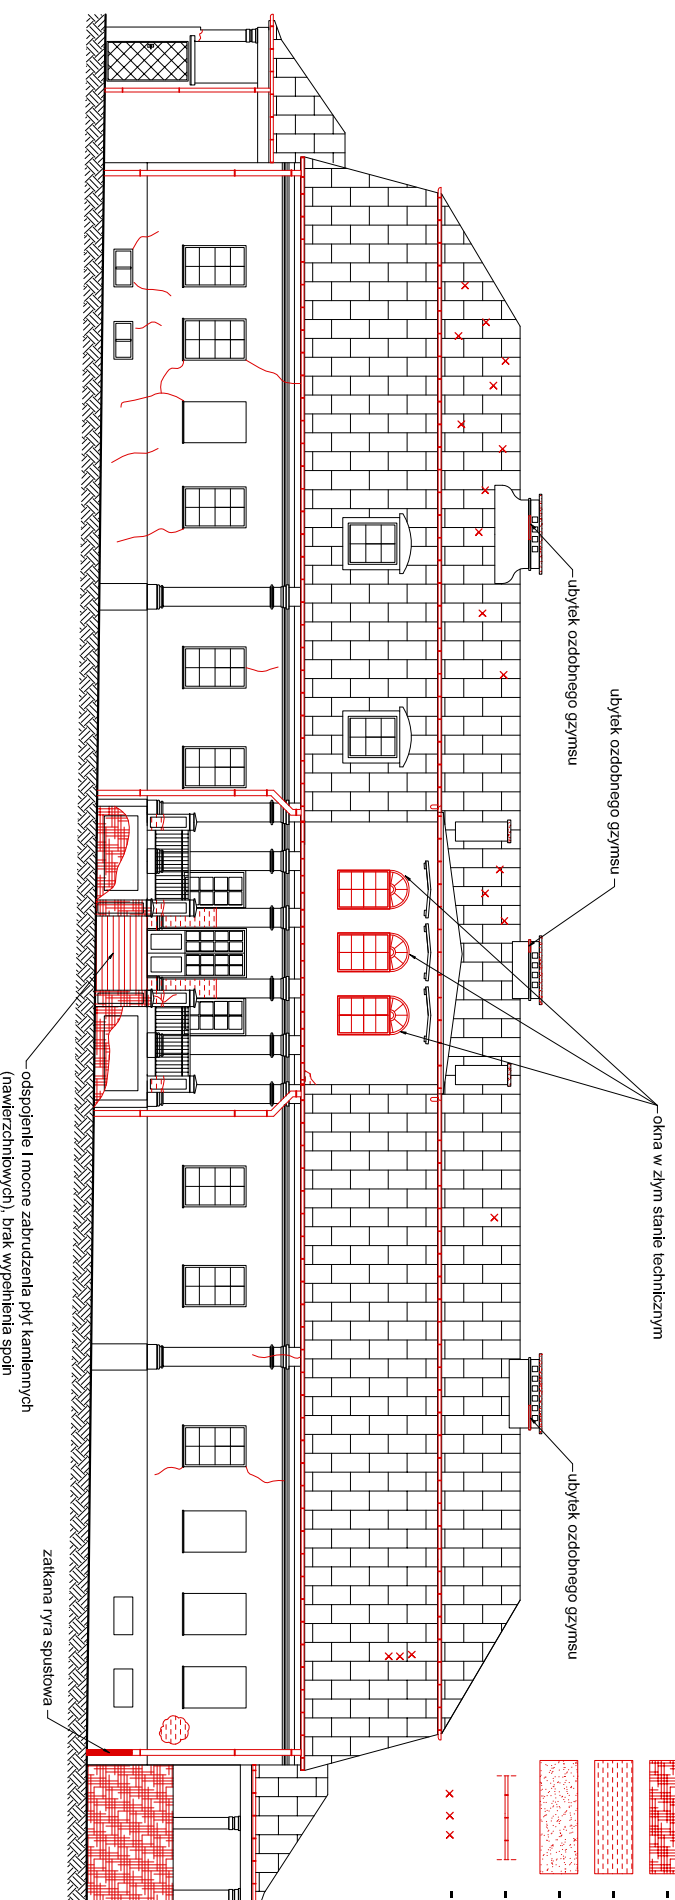 ubytek ozdobnego gzymsu
ubytek ozdobnego gzymsu
okna w złym stanie technicznym
odspojenie i mocne zabrudzenia płyt kamiennych
(nawierzchniowych), brak wypełnienia spoin
ubytek ozdobnego gzymsu
zatkana ryra spustowa